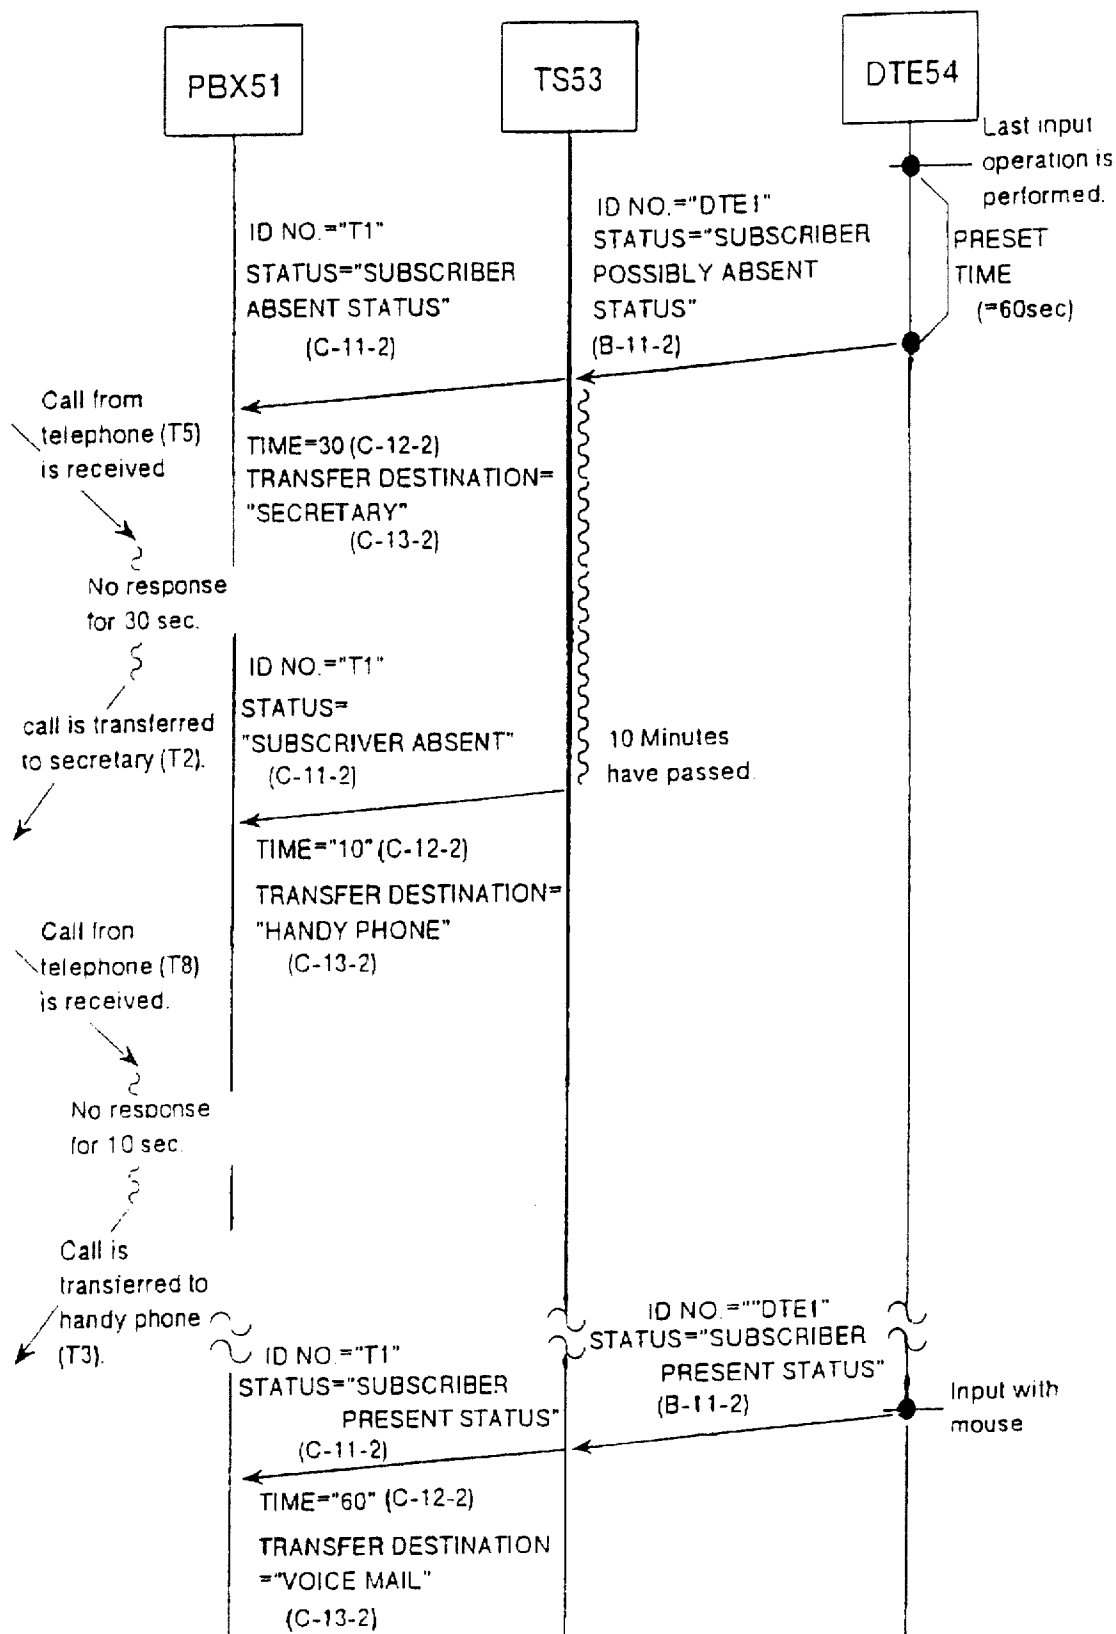 PBX51
TS53
DTE54
Last input
operation is
performed.
ID NO.="T1"
STATUS="SUBSCRIBER
ABSENT STATUS"
(C-11-2)
ID NO.="DTE1"
STATUS="SUBSCRIBER
POSSIBLY ABSENT
STATUS"
(B-11-2)
PRESET
TIME
(=60sec)
Call from
telephone (T5)
is received
TIME=30 (C-12-2)
TRANSFER DESTINATION=
"SECRETARY"
(C-13-2)
No response
for 30 sec.
ID NO.="T1"
STATUS=
"SUBSCRIVER ABSENT"
(C-11-2)
call is transferred
to secretary (T2).
10 Minutes
have passed.
TIME="10" (C-12-2)
TRANSFER DESTINATION=
"HANDY PHONE"
(C-13-2)
Call fron
telephone (T8)
is received.
No response
for 10 sec.
Call is
transferred to
handy phone
(T3).
ID NO.=""DTE1"
STATUS="SUBSCRIBER
PRESENT STATUS"
(B-11-2)
ID NO.="T1"
STATUS="SUBSCRIBER
PRESENT STATUS"
(C-11-2)
Input with
mouse
TIME="60" (C-12-2)
TRANSFER DESTINATION
="VOICE MAIL"
(C-13-2)